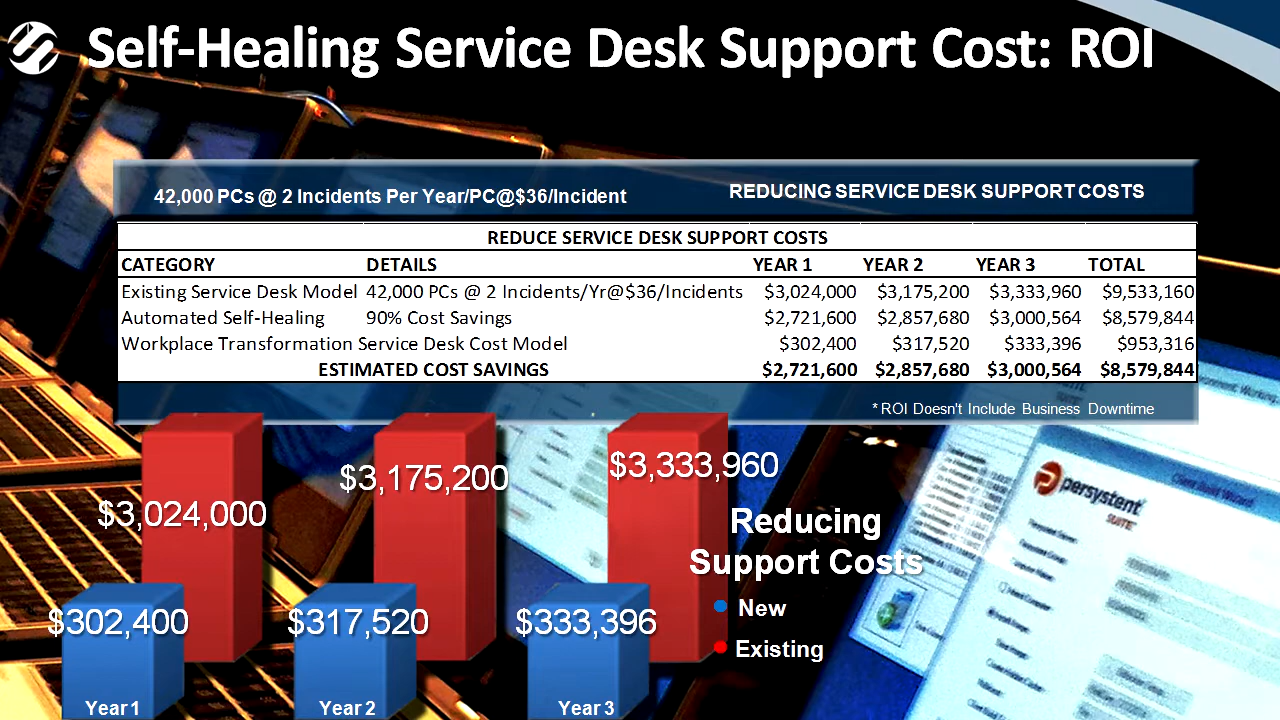 Self-Healing Service Desk Support Cost: ROI
42,000 PCs @ 2 Incidents Per Year/PC@$36/Incident
REDUCING SERVICE DESK SUPPORT COSTS
REDUCE SERVICE DESK SUPPORT COSTS
CATEGORY DETAILS YEAR 1 YEAR 2 YEAR 3 TOTAL
Existing Service Desk Model 42,000 PCs @ 2 Incidents/Yr@$36/Incidents $3,024,000 $3,175,200 $3,333,960 $9,533,160
Automated Self-Healing 90% Cost Savings $2,721,600 $2,857,680 $3,000,564 $8,579,844
Workplace Transformation Service Desk Cost Model $302,400 $317,520 $333,396 $953,316
ESTIMATED COST SAVINGS $2,721,600 $2,857,680 $3,000,564 $8,579,844
* ROI Doesn't Include Business Downtime
$3,024,000
$3,175,200
$3,333,960
$302,400
$317,520
$333,396
Year 1
Year 2
Year 3
Reducing
Support Costs
New
Existing
persystent
SUITE
Client Build Wizard